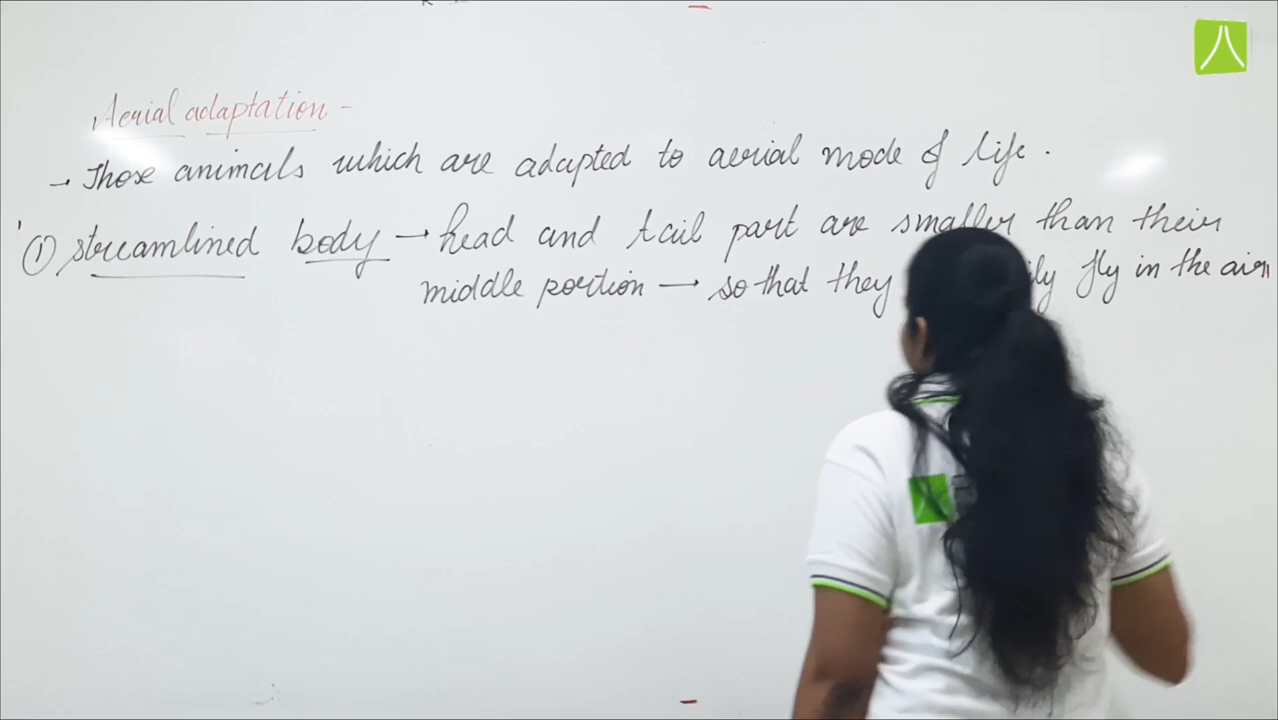 Aerial adaptation -
→ Those animals which are adapted to aerial mode of life.
① streamlined body → head and tail part are smaller than their
middle portion → so that they fly in the air